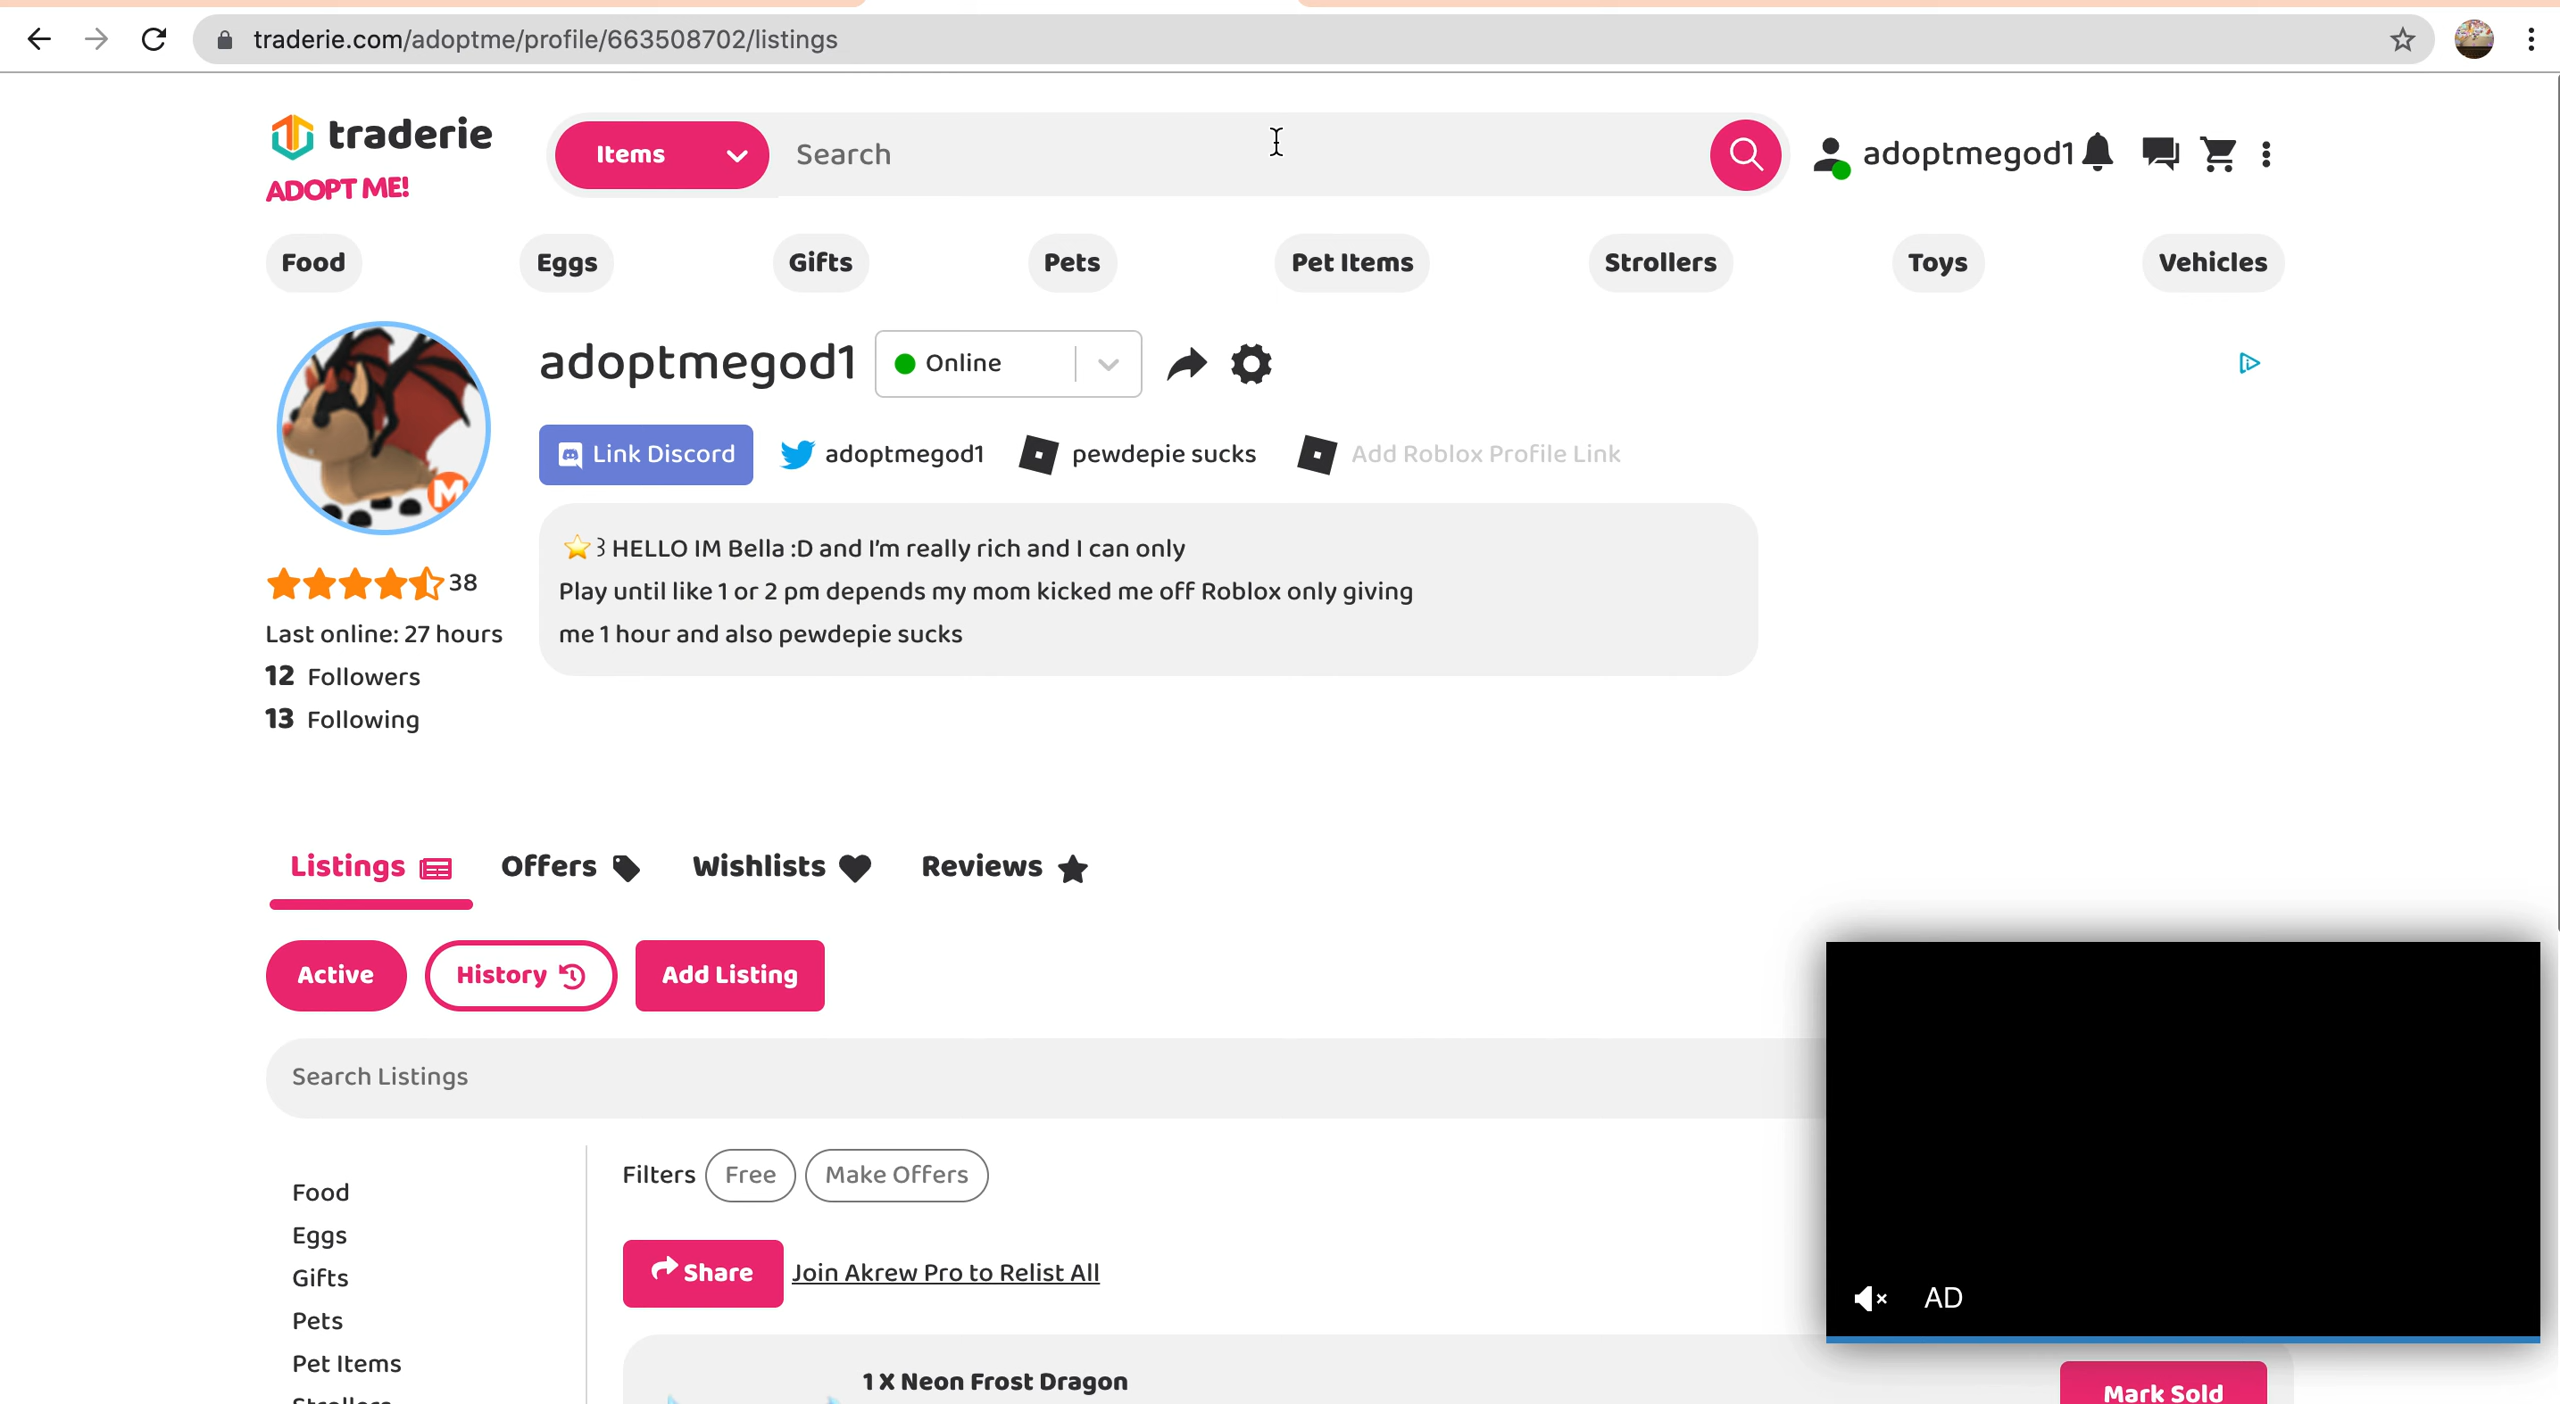 traderie.com/adoptme/profile/663508702/listings
traderie
ADOPT ME!
Items
Search
adoptmegod1
Food
Eggs
Gifts
Pets
Pet Items
Strollers
Toys
Vehicles
adoptmegod1
Online
Link Discord
adoptmegod1
pewdepie sucks
Add Roblox Profile Link
⭐️꒱ HELLO IM Bella :D and I'm really rich and I can only
Play until like 1 or 2 pm depends my mom kicked me off Roblox only giving
me 1 hour and also pewdepie sucks
38
Last online: 27 hours
12 Followers
13 Following
Listings
Offers
Wishlists
Reviews
Active
History
Add Listing
Search Listings
Food
Eggs
Gifts
Pets
Pet Items
Strollers
Filters
Free
Make Offers
Share
Join Akrew Pro to Relist All
AD
1 X Neon Frost Dragon
Mark Sold